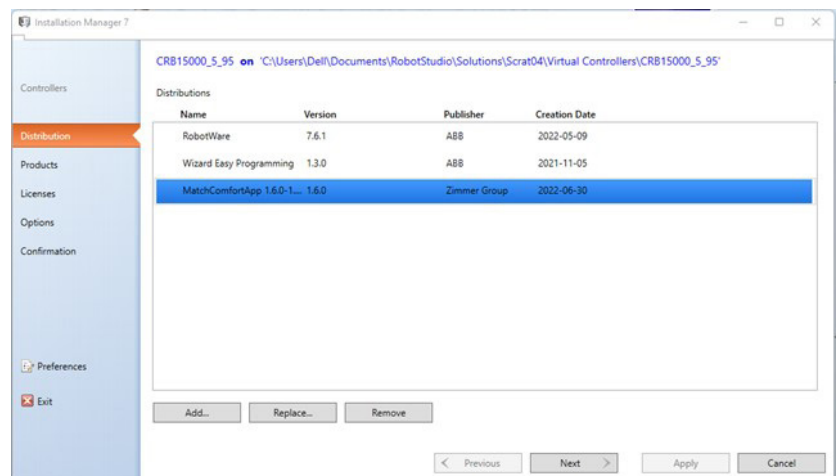 Installation Manager 7
CRB15000_5_95 on 'C:\Users\Dell\Documents\RobotStudio\Solutions\Scrat04\Virtual Controllers\CRB15000_5_95'
Controllers
Distribution
Products
Licenses
Options
Confirmation
Preferences
Exit
Distributions
Name Version Publisher Creation Date
RobotWare 7.6.1 ABB 2022-05-09
Wizard Easy Programming 1.3.0 ABB 2021-11-05
MatchComfortApp 1.6.0-1.... 1.6.0 Zimmer Group 2022-06-30
Add... Replace... Remove
< Previous Next > Apply Cancel